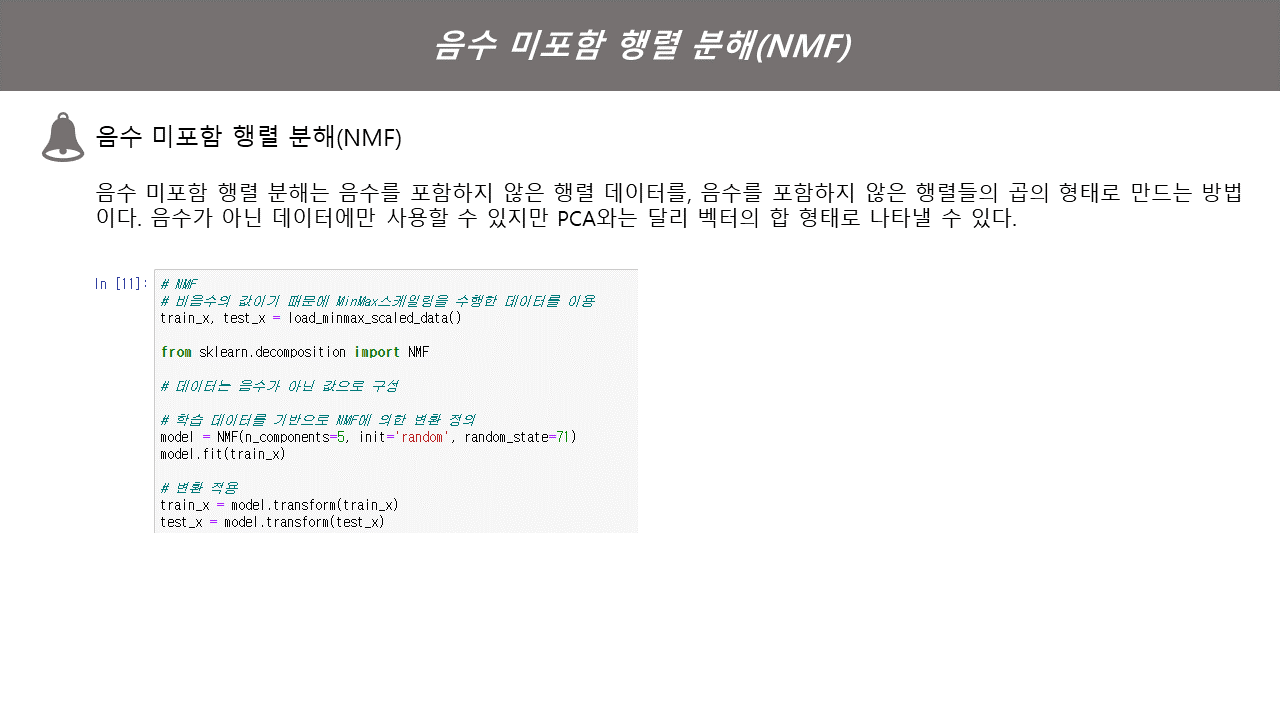 음수 미포함 행렬 분해(NMF)
음수 미포함 행렬 분해(NMF)
음수 미포함 행렬 분해는 음수를 포함하지 않은 행렬 데이터를, 음수를 포함하지 않은 행렬들의 곱의 형태로 만드는 방법
이다. 음수가 아닌 데이터에만 사용할 수 있지만 PCA와는 달리 벡터의 합 형태로 나타낼 수 있다.
In [11]: # NMF
# 비음수의 값이기 때문에 MinMax스케일링을 수행한 데이터를 이용
train_x, test_x = load_minmax_scaled_data()
from sklearn.decomposition import NMF
# 데이터는 음수가 아닌 값으로 구성
# 학습 데이터를 기반으로 NMF에 의한 변환 정의
model = NMF(n_components=5, init='random', random_state=71)
model.fit(train_x)
# 변환 적용
train_x = model.transform(train_x)
test_x = model.transform(test_x)